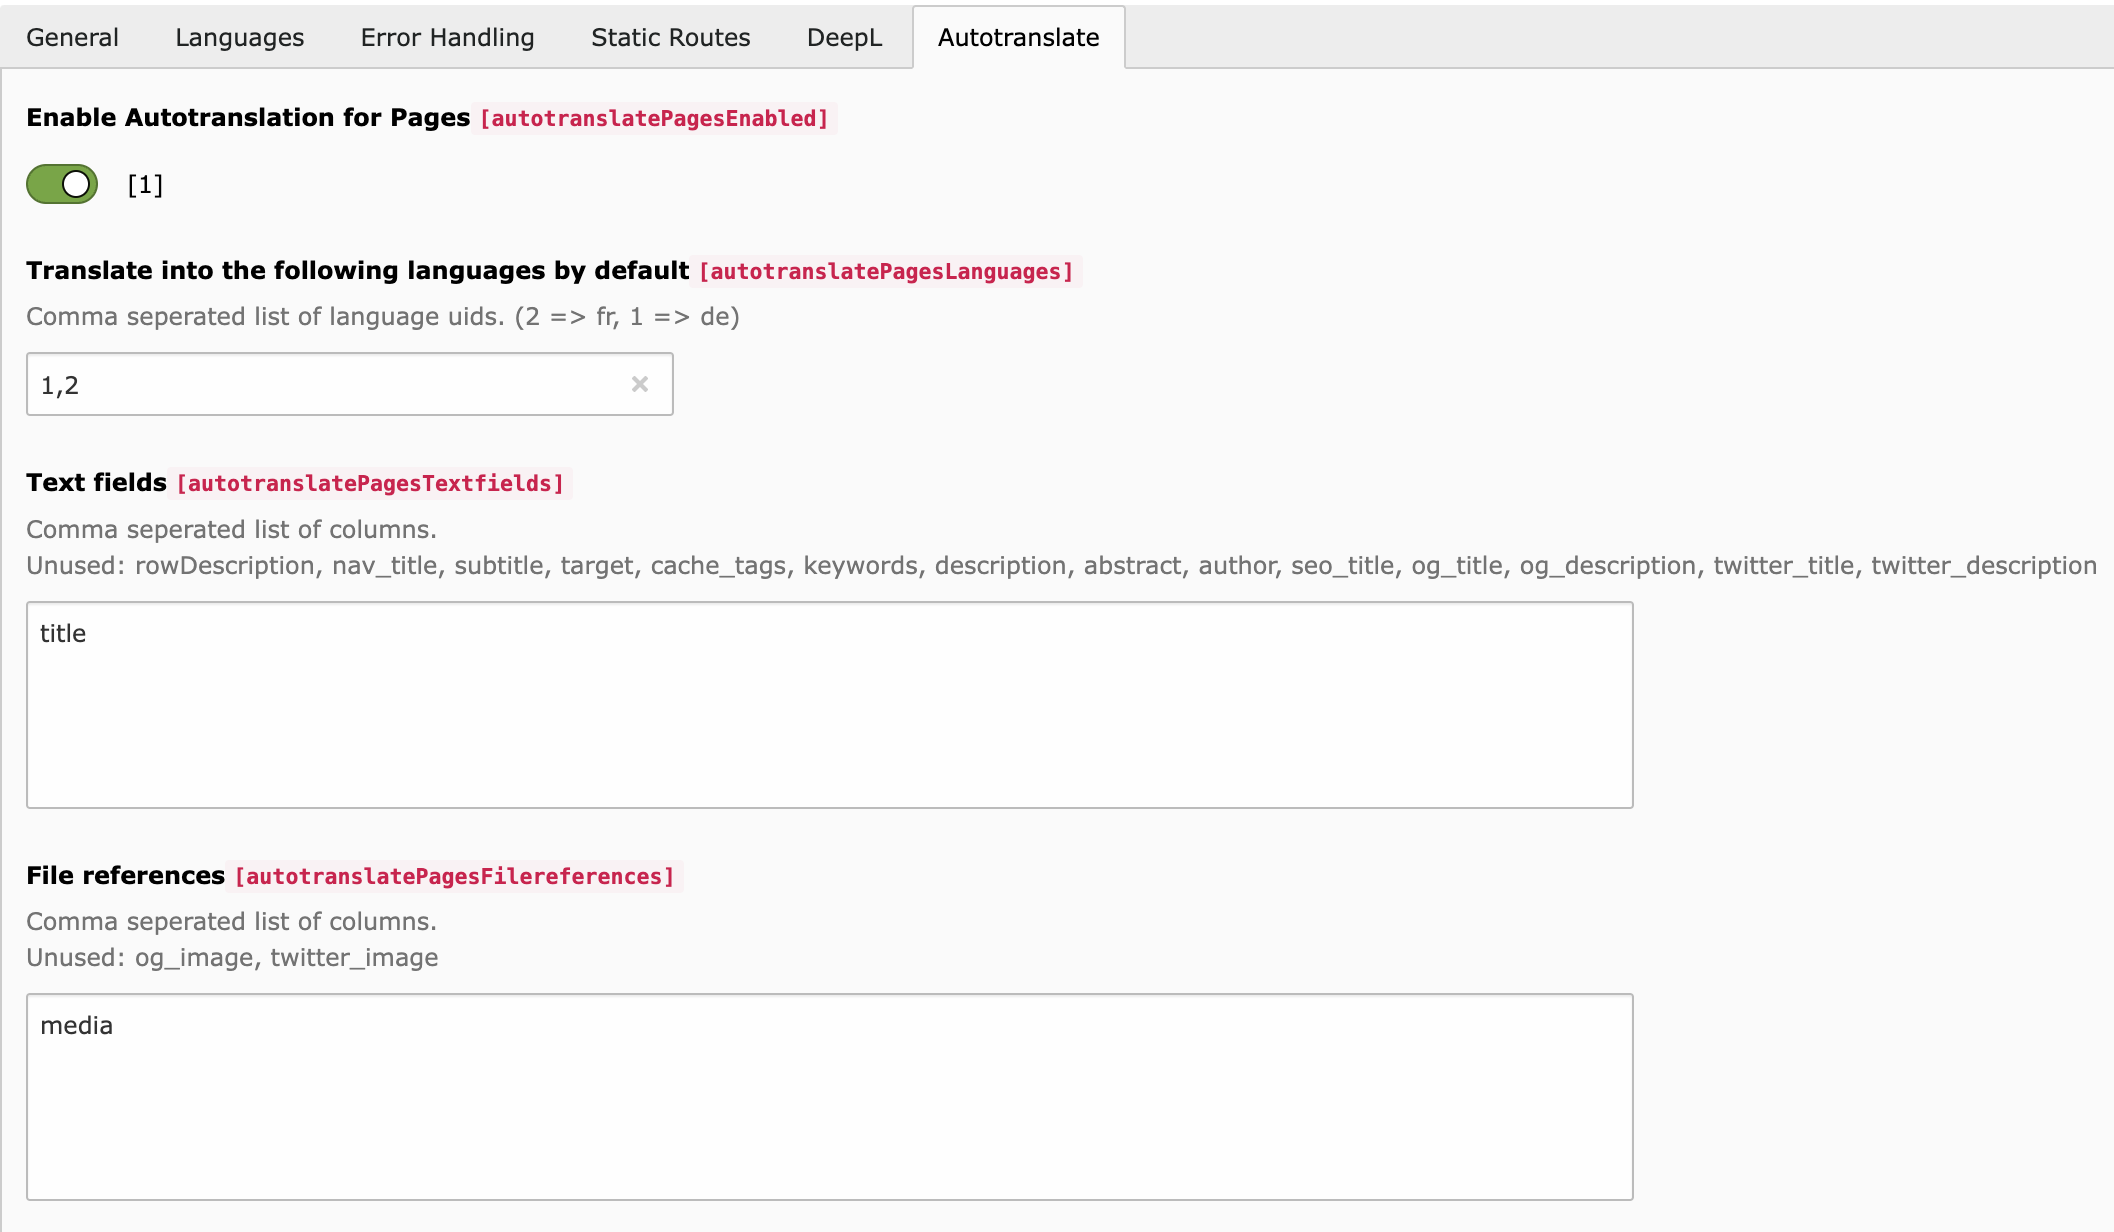 General Languages Error Handling Static Routes DeepL Autotranslate
Enable Autotranslation for Pages [autotranslatePagesEnabled]
[1]
Translate into the following languages by default [autotranslatePagesLanguages]
Comma seperated list of language uids. (2 => fr, 1 => de)
1,2
Text fields [autotranslatePagesTextfields]
Comma seperated list of columns.
Unused: rowDescription, nav_title, subtitle, target, cache_tags, keywords, description, abstract, author, seo_title, og_title, og_description, twitter_title, twitter_description
title
File references [autotranslatePagesFilereferences]
Comma seperated list of columns.
Unused: og_image, twitter_image
media